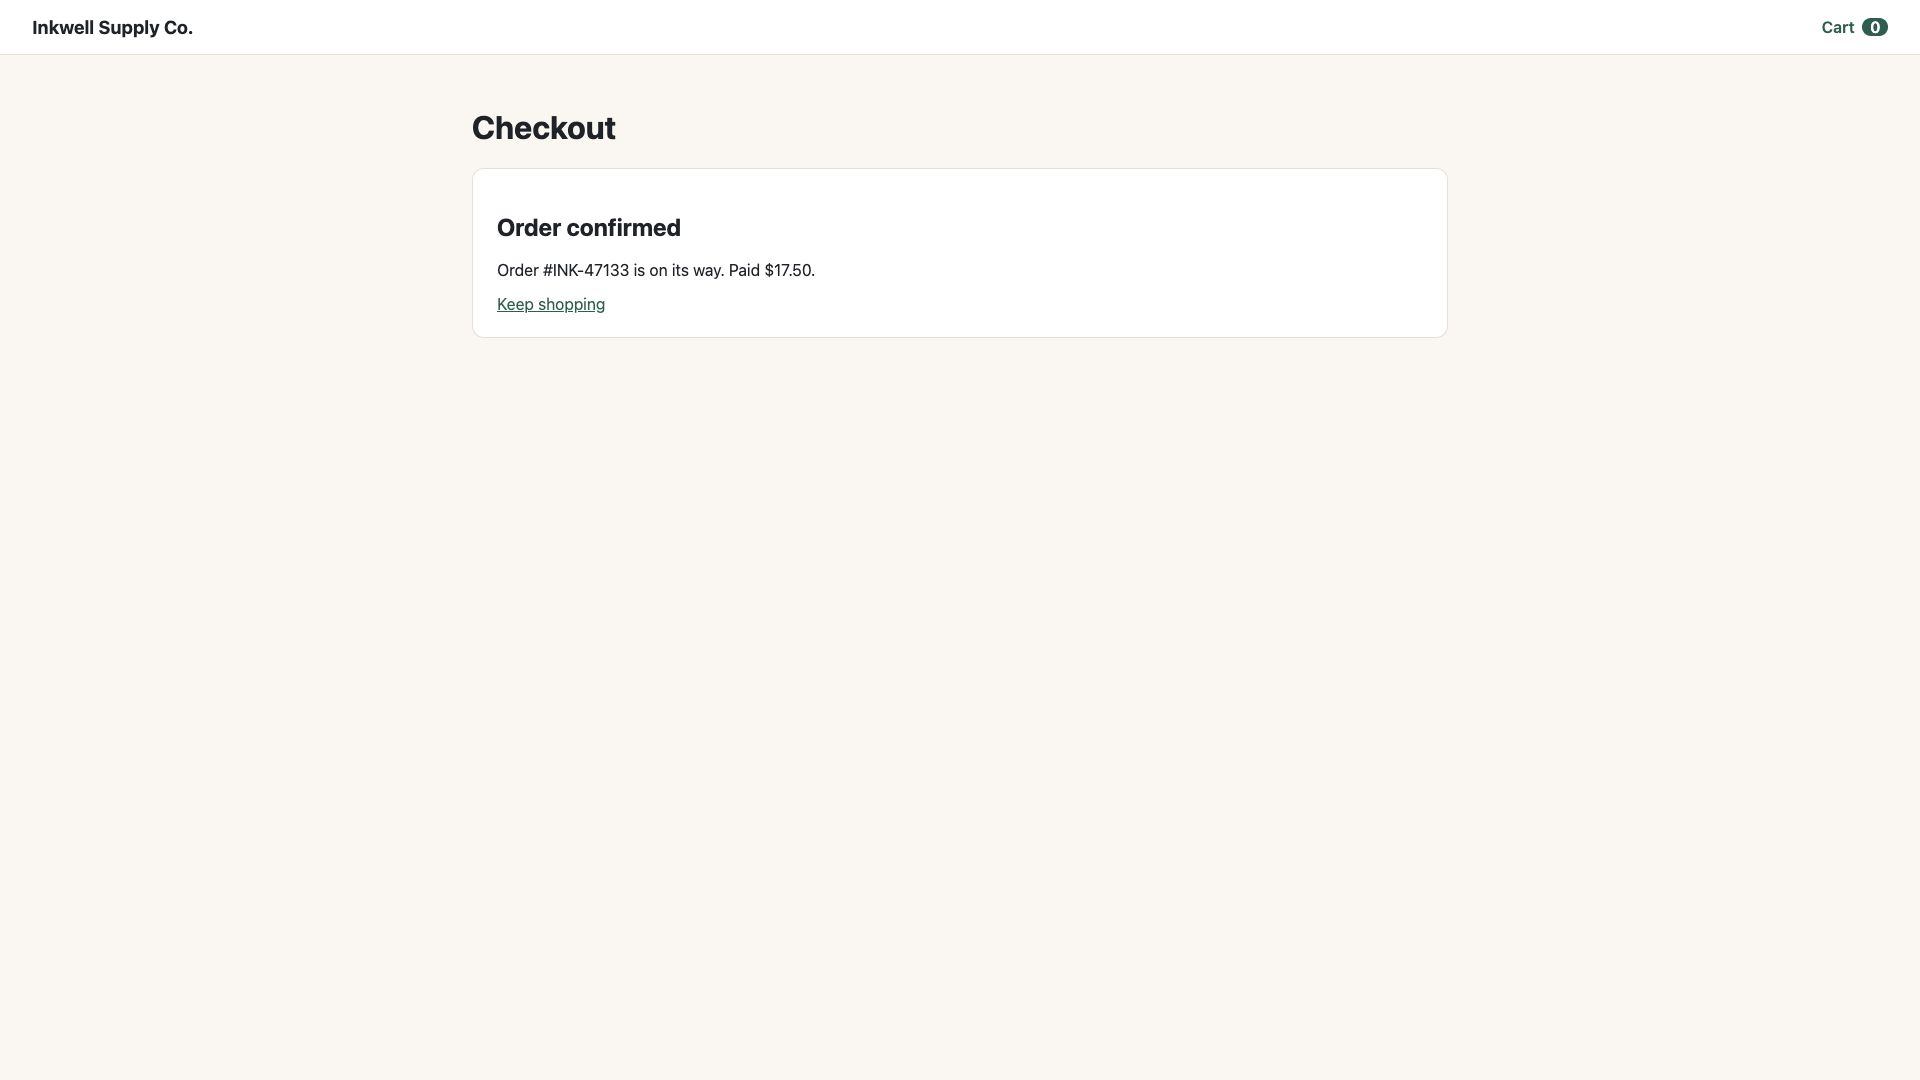 Inkwell Supply Co.
Cart 0
Checkout
Order confirmed
Order #INK-47133 is on its way. Paid $17.50.
Keep shopping